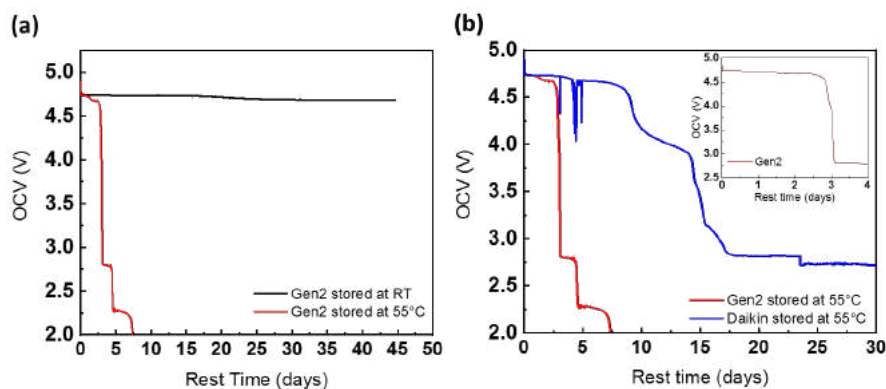 (a)
5.0
4.5
4.0
3.5
3.0
2.5
2.0
OCV (V)
0 5 10 15 20 25 30 35 40 45 50
Rest Time (days)
Gen2 stored at RT
Gen2 stored at 55°C
(b)
5.0
4.5
4.0
3.5
3.0
2.5
2.0
OCV (V)
0 5 10 15 20 25 30
Rest time (days)
Gen2 stored at 55°C
Daikin stored at 55°C
5.0
4.5
4.0
3.5
3.0
2.5
OCV (V)
0 1 2 3 4
Rest time (days)
Gen2